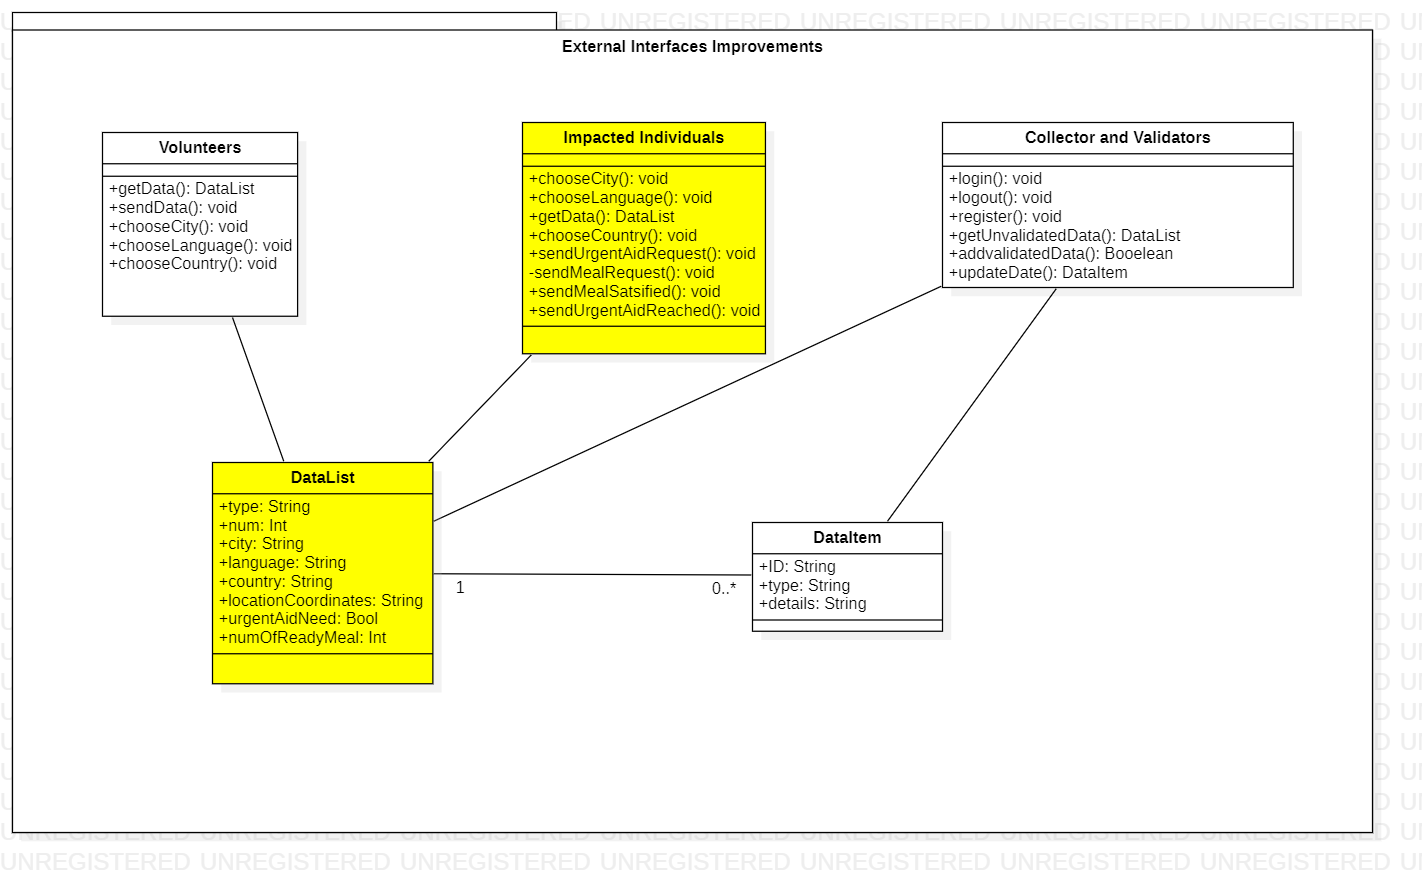 External Interfaces Improvements
Volunteers
+getData(): DataList
+sendData(): void
+chooseCity(): void
+chooseLanguage(): void
+chooseCountry(): void
Impacted Individuals
+chooseCity(): void
+chooseLanguage(): void
+getData(): DataList
+chooseCountry(): void
+sendUrgentAidRequest(): void
-sendMealRequest(): void
+sendMealSatsified(): void
+sendUrgentAidReached(): void
Collector and Validators
+login(): void
+logout(): void
+register(): void
+getUnvalidatedData(): DataList
+addvalidatedData(): Booelean
+updateDate(): DataItem
DataList
+type: String
+num: Int
+city: String
+language: String
+country: String
+locationCoordinates: String
+urgentAidNeed: Bool
+numOfReadyMeal: Int
1
0..*
DataItem
+ID: String
+type: String
+details: String
UNREGISTERED UNREGISTERED UNREGISTERED UNREGISTERED UNREGISTERED UNREGISTERED UNREGISTERED UN